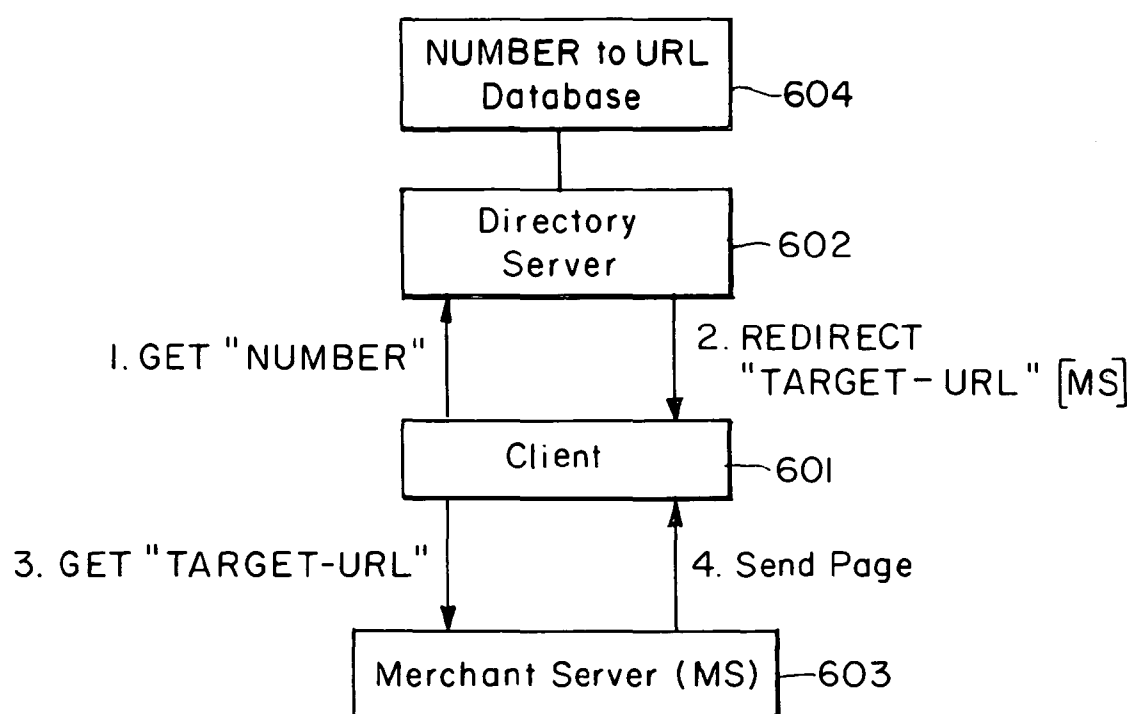 NUMBER to URL
Database
604
Directory
Server
602
1. GET "NUMBER"
2. REDIRECT
"TARGET-URL" [MS]
Client
601
3. GET "TARGET-URL"
4. Send Page
Merchant Server (MS)
603